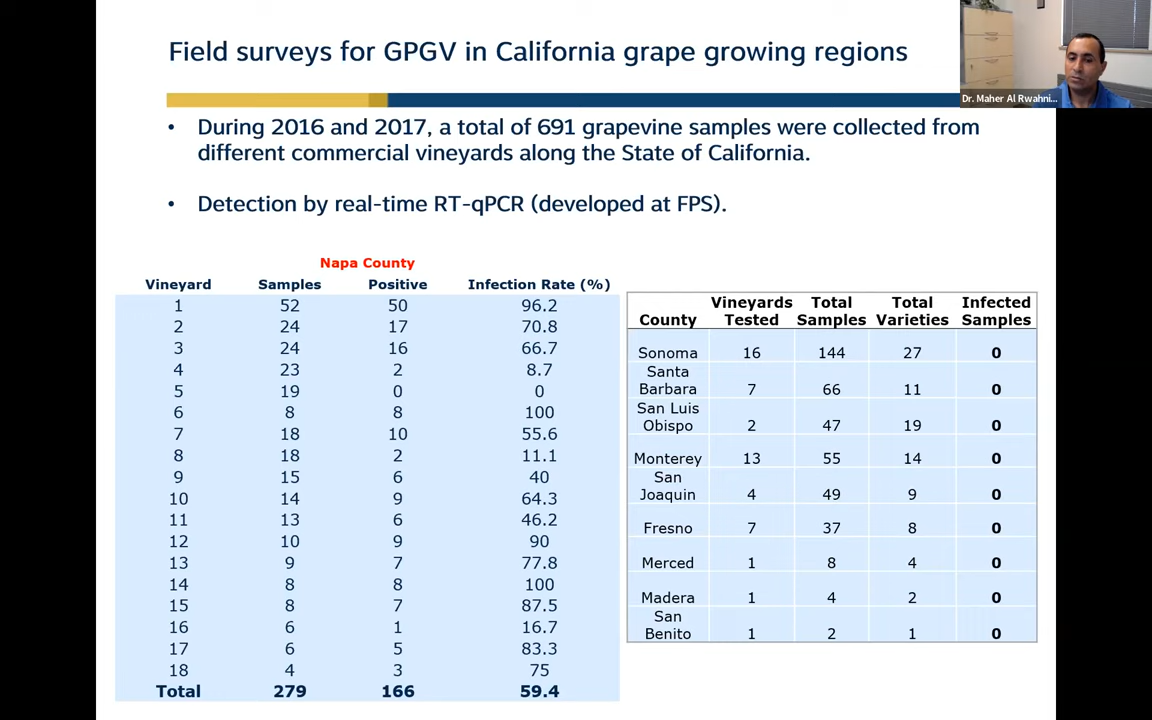 Field surveys for GPGV in California grape growing regions
Dr. Maher Al Rwahni...
• During 2016 and 2017, a total of 691 grapevine samples were collected from
different commercial vineyards along the State of California.
• Detection by real-time RT-qPCR (developed at FPS).
Napa County
Vineyard Samples Positive Infection Rate (%)
1 52 50 96.2
2 24 17 70.8
3 24 16 66.7
4 23 2 8.7
5 19 0 0
6 8 8 100
7 18 10 55.6
8 18 2 11.1
9 15 6 40
10 14 9 64.3
11 13 6 46.2
12 10 9 90
13 9 7 77.8
14 8 8 100
15 8 7 87.5
16 6 1 16.7
17 6 5 83.3
18 4 3 75
Total 279 166 59.4
Vineyards Total Total Infected
County Tested Samples Varieties Samples
Sonoma 16 144 27 0
Santa
Barbara 7 66 11 0
San Luis
Obispo 2 47 19 0
Monterey 13 55 14 0
San
Joaquin 4 49 9 0
Fresno 7 37 8 0
Merced 1 8 4 0
Madera 1 4 2 0
San
Benito 1 2 1 0